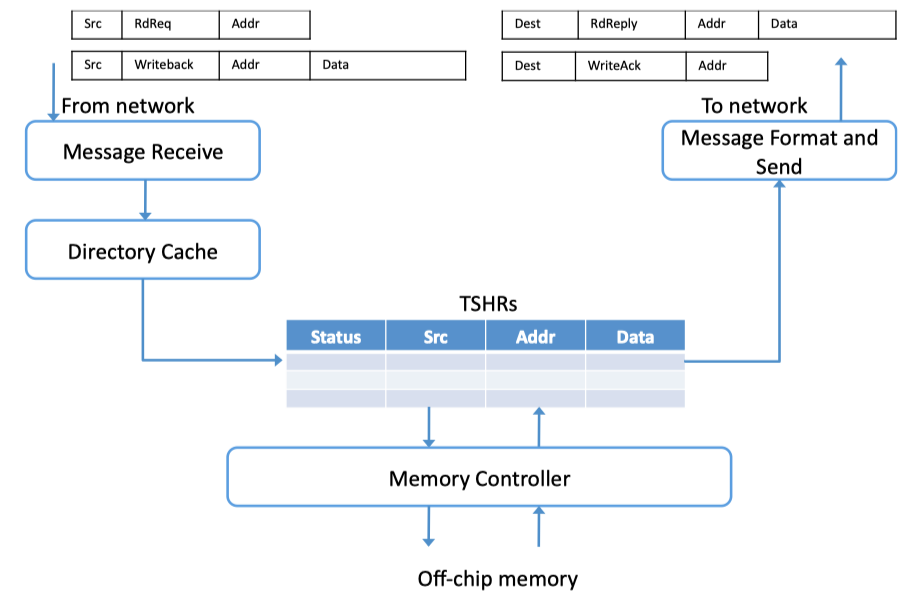 Src RdReq Addr
Src Writeback Addr Data
Dest RdReply Addr Data
Dest WriteAck Addr
From network
To network
Message Receive
Message Format and
Send
Directory Cache
TSHRs
Status Src Addr Data
Memory Controller
Off-chip memory